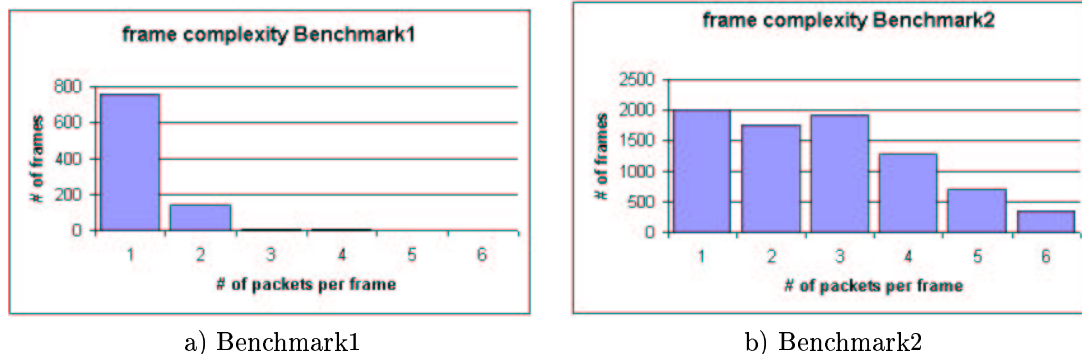 frame complexity Benchmark1
# of frames
800
600
400
200
0
1 2 3 4 5 6
# of packets per frame
a) Benchmark1
frame complexity Benchmark2
# of frames
2500
2000
1500
1000
500
0
1 2 3 4 5 6
# of packets per frame
b) Benchmark2